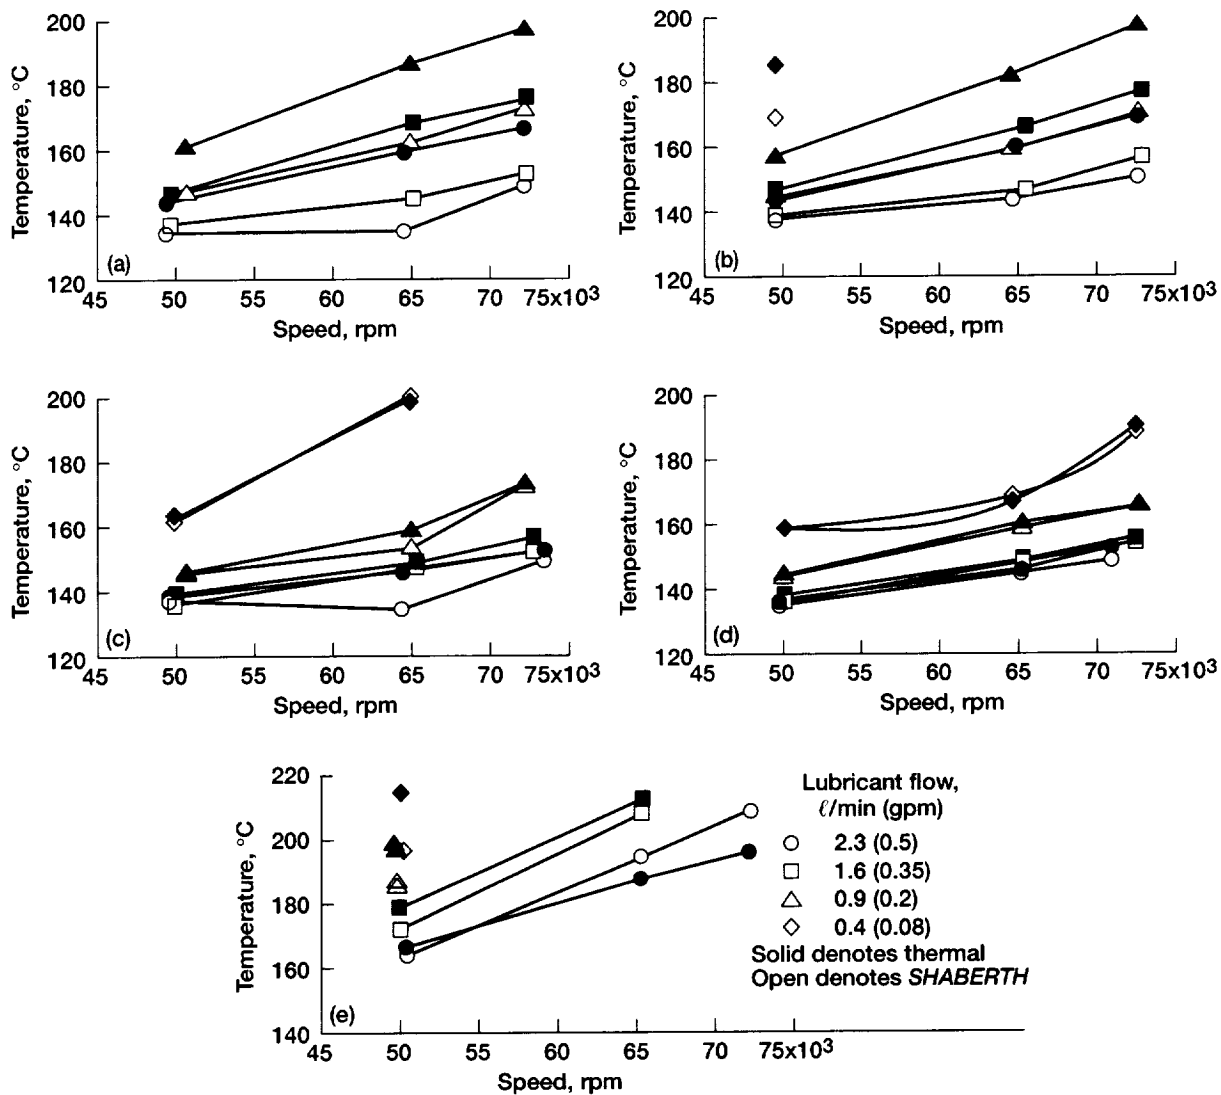 200
180
160
140
120
Temperature, °C
(a)
45 50 60 65 70 75x10³
Speed, rpm
200
180
160
140
120
Temperature, °C
(b)
45 50 60 65 70 75x10³
Speed, rpm
200
180
160
140
120
Temperature, °C
(c)
45 50 60 65 70 75x10³
Speed, rpm
200
180
160
140
120
Temperature, °C
(d)
45 50 60 65 70 75x10³
Speed, rpm
220
200
180
160
140
Temperature, °C
(e)
45 50 60 65 70 75x10³
Speed, rpm
Lubricant flow,
ℓ/min (gpm)
2.3 (0.5)
1.6 (0.35)
0.9 (0.2)
0.4 (0.08)
Solid denotes thermal
Open denotes SHABERTH